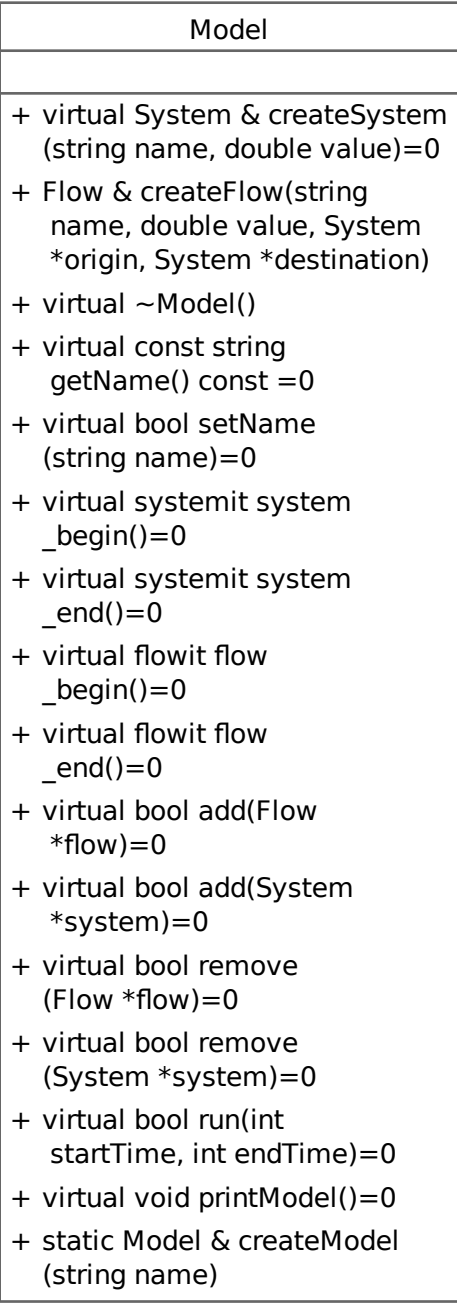 Model
+ virtual System & createSystem
(string name, double value)=0
+ Flow & createFlow(string
name, double value, System
*origin, System *destination)
+ virtual ~Model()
+ virtual const string
getName() const =0
+ virtual bool setName
(string name)=0
+ virtual systemit system
_begin()=0
+ virtual systemit system
_end()=0
+ virtual flowit flow
_begin()=0
+ virtual flowit flow
_end()=0
+ virtual bool add(Flow
*flow)=0
+ virtual bool add(System
*system)=0
+ virtual bool remove
(Flow *flow)=0
+ virtual bool remove
(System *system)=0
+ virtual bool run(int
startTime, int endTime)=0
+ virtual void printModel()=0
+ static Model & createModel
(string name)